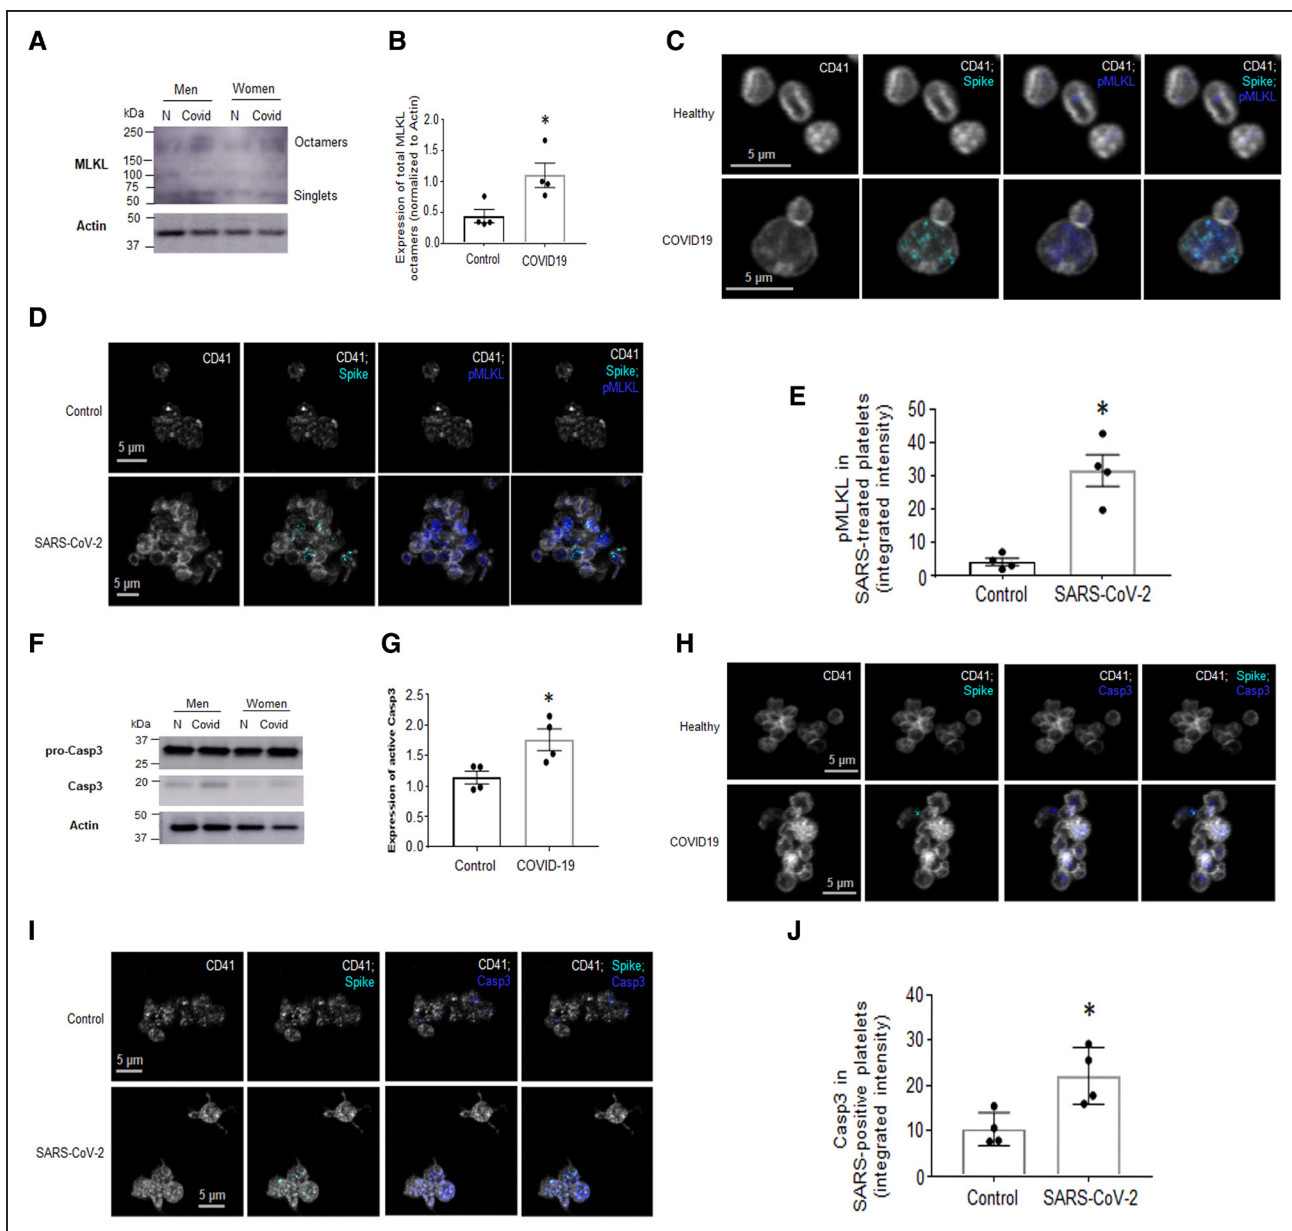 A
Men Women
kDa N Covid N Covid
250
150
100
75
50
MLKL
Octamers
Singlets
50
37
Actin
B
Expression of total MLKL
octamers (normalized to Actin)
2.0
1.5
1.0
0.5
0.0
*
Control COVID19
C
CD41
CD41;
Spike
CD41;
pMLKL
CD41;
Spike;
pMLKL
Healthy
5 µm
COVID19
5 µm
D
CD41
CD41;
Spike
CD41;
pMLKL
CD41
Spike;
pMLKL
Control
5 µm
SARS-CoV-2
5 µm
E
pMLKL in
SARS-treated platelets
(integrated intensity)
50
40
30
20
10
0
*
Control SARS-CoV-2
F
Men Women
kDa N Covid N Covid
pro-Casp3
37
25
Casp3
20
Actin
50
37
G
Expression of active Casp3
2.5
2.0
1.5
1.0
0.5
0.0
*
Control COVID-19
H
CD41
CD41;
Spike
CD41;
Casp3
CD41; Spike;
Casp3
Healthy
5 µm
COVID19
5 µm
I
CD41
CD41;
Spike
CD41;
Casp3
CD41; Spike;
Casp3
Control
5 µm
SARS-CoV-2
5 µm
J
Casp3 in
SARS-positive platelets
(integrated intensity)
40
30
20
10
0
*
Control SARS-CoV-2